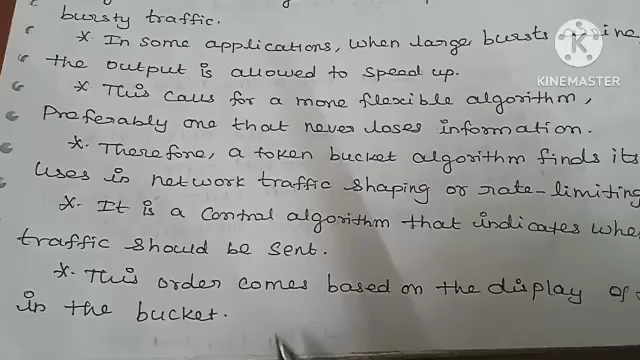 bursty traffic.
* In some applications, when large bursts arrive
the output is allowed to speed up.
* This calls for a more flexible algorithm,
Preferably one that never loses information.
* Therefore, a token bucket algorithm finds its
uses in network traffic shaping or rate-limiting
* It is a control algorithm that indicates when
traffic should be sent.
* This order comes based on the display of
in the bucket.
KINEMASTER